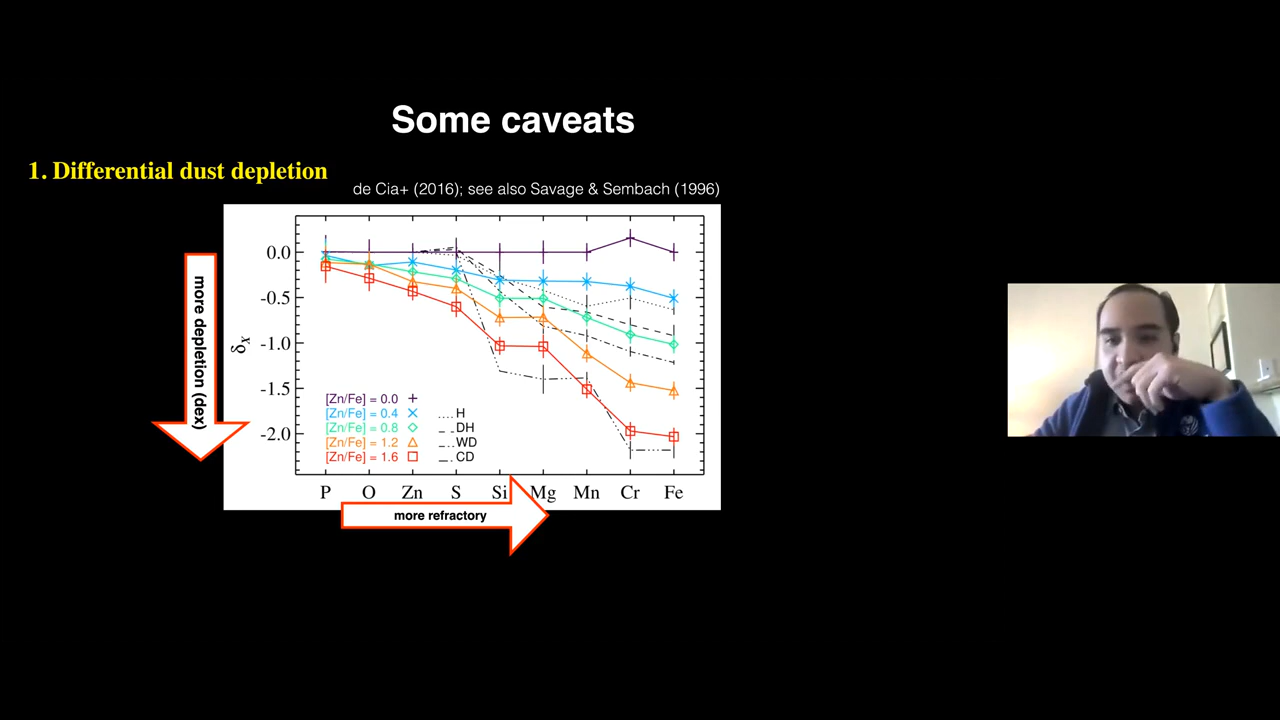 Some caveats
1. Differential dust depletion
de Cia+ (2016); see also Savage & Sembach (1996)
more depletion (dex)
δX
0.0
-0.5
-1.0
-1.5
-2.0
[Zn/Fe] = 0.0
[Zn/Fe] = 0.4
[Zn/Fe] = 0.8
[Zn/Fe] = 1.2
[Zn/Fe] = 1.6
H
DH
WD
CD
P O Zn S Si Mg Mn Cr Fe
more refractory